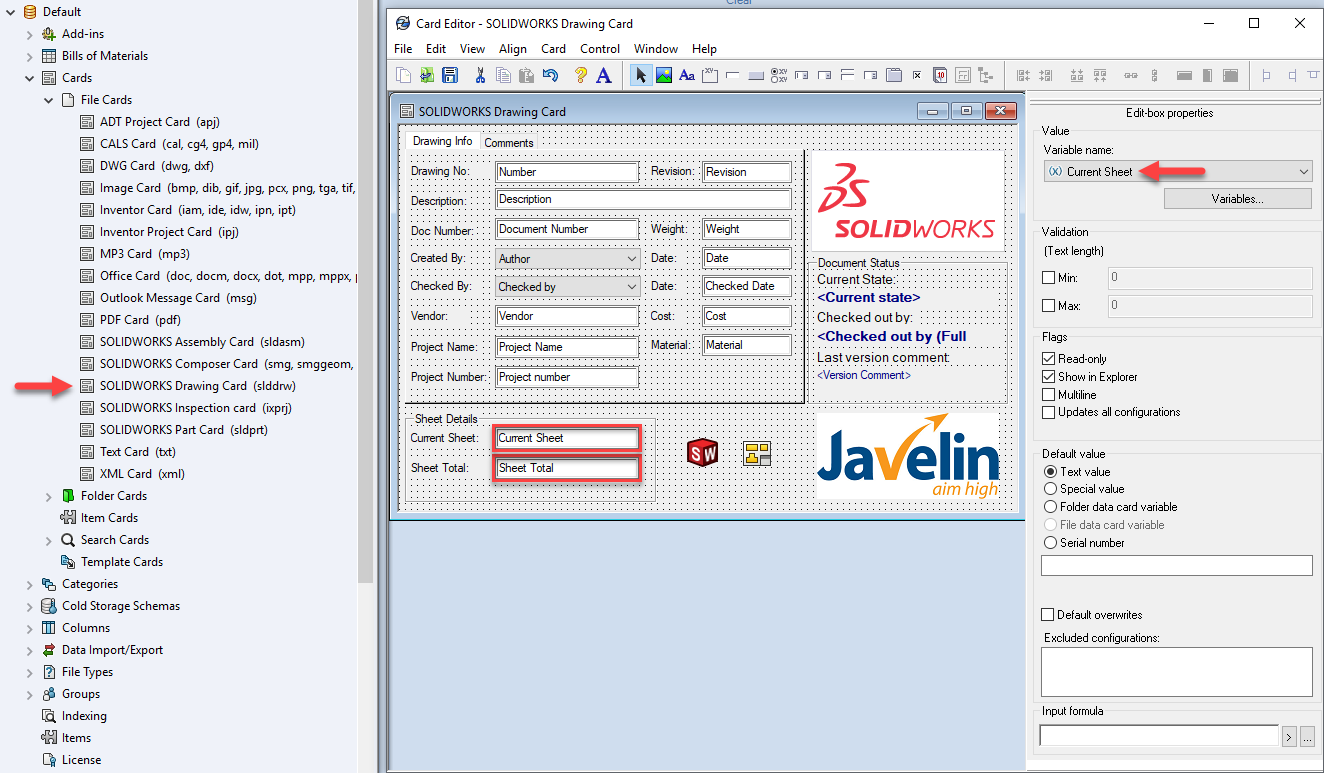 Default
Add-ins
Bills of Materials
Cards
File Cards
ADT Project Card (apj)
CALS Card (cal, cg4, gp4, mil)
DWG Card (dwg, dxf)
Image Card (bmp, dib, gif, jpg, pcx, png, tga, tif,
Inventor Card (iam, ide, idw, ipn, ipt)
Inventor Project Card (ipj)
MP3 Card (mp3)
Office Card (doc, docm, docx, dot, mpp, mppx, p
Outlook Message Card (msg)
PDF Card (pdf)
SOLIDWORKS Assembly Card (sldasm)
SOLIDWORKS Composer Card (smg, smggeom,
SOLIDWORKS Drawing Card (slddrw)
SOLIDWORKS Inspection card (ixprj)
SOLIDWORKS Part Card (sldprt)
Text Card (txt)
XML Card (xml)
Folder Cards
Item Cards
Search Cards
Template Cards
Categories
Cold Storage Schemas
Columns
Data Import/Export
File Types
Groups
Indexing
Items
License
Card Editor - SOLIDWORKS Drawing Card
File Edit View Align Card Control Window Help
SOLIDWORKS Drawing Card
Drawing Info Comments
Drawing No: Number Revision: Revision
Description: Description
Doc Number: Document Number Weight: Weight
Created By: Author Date: Date
Checked By: Checked by Date: Checked Date
Vendor: Vendor Cost: Cost
Project Name: Project Name Material: Material
Project Number: Project number
Sheet Details
Current Sheet: Current Sheet
Sheet Total: Sheet Total
SW
SOLIDWORKS
Document Status
Current State:
<Current state>
Checked out by:
<Checked out by (Full
Last version comment:
<Version Comment>
Javelin
aim high
Edit-box properties
Value
Variable name:
(x) Current Sheet
Variables...
Validation
(Text length)
Min: 0
Max: 0
Flags
Read-only
Show in Explorer
Multiline
Updates all configurations
Default value
Text value
Special value
Folder data card variable
File data card variable
Serial number
Default overwrites
Excluded configurations:
Input formula
> ...